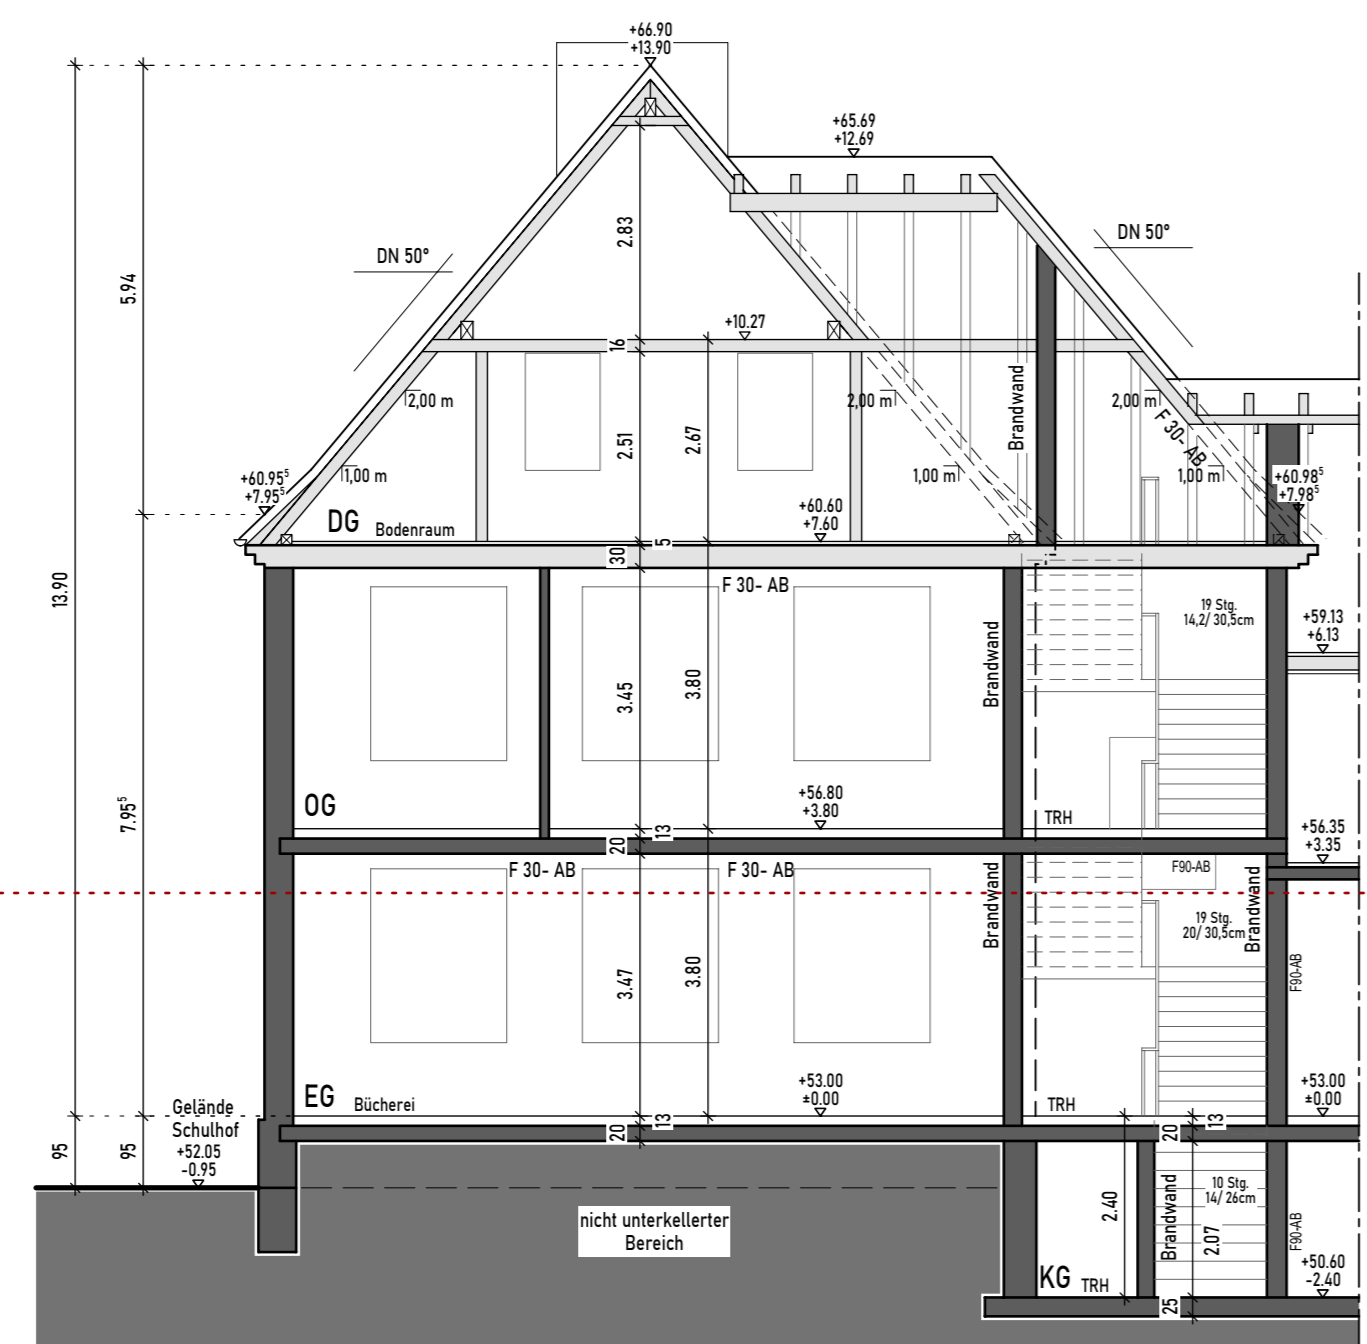 +66.90
+13.90
+65.69
+12.69
DN 50°
DN 50°
2.83
5.94
+10.27
16
2,00 m
2,00 m
2,00 m
Brandwand
F 30- AB
2.51
2.67
1,00 m
1,00 m
1,00 m
+60.95⁵
+7.95⁵
+60.98⁵
+7.98⁵
+60.60
+7.60
DG Bodenraum
5
30
F 30- AB
13.90
19 Stg.
14,2/ 30,5cm
+59.13
+6.13
Brandwand
3.45
3.80
7.95⁵
+56.80
+3.80
OG
TRH
13
20
+56.35
+3.35
F 30- AB
F 30- AB
F90-AB
Brandwand
Brandwand
19 Stg.
20/ 30,5cm
3.47
3.80
F90-AB
+53.00
±0.00
+53.00
±0.00
EG Bücherei
TRH
Gelände
Schulhof
+52.05
-0.95
95
95
13
20
13
20
nicht unterkellerter
Bereich
2.40
Brandwand
10 Stg.
14/ 26cm
2.07
F90-AB
+50.60
-2.40
KG TRH
25